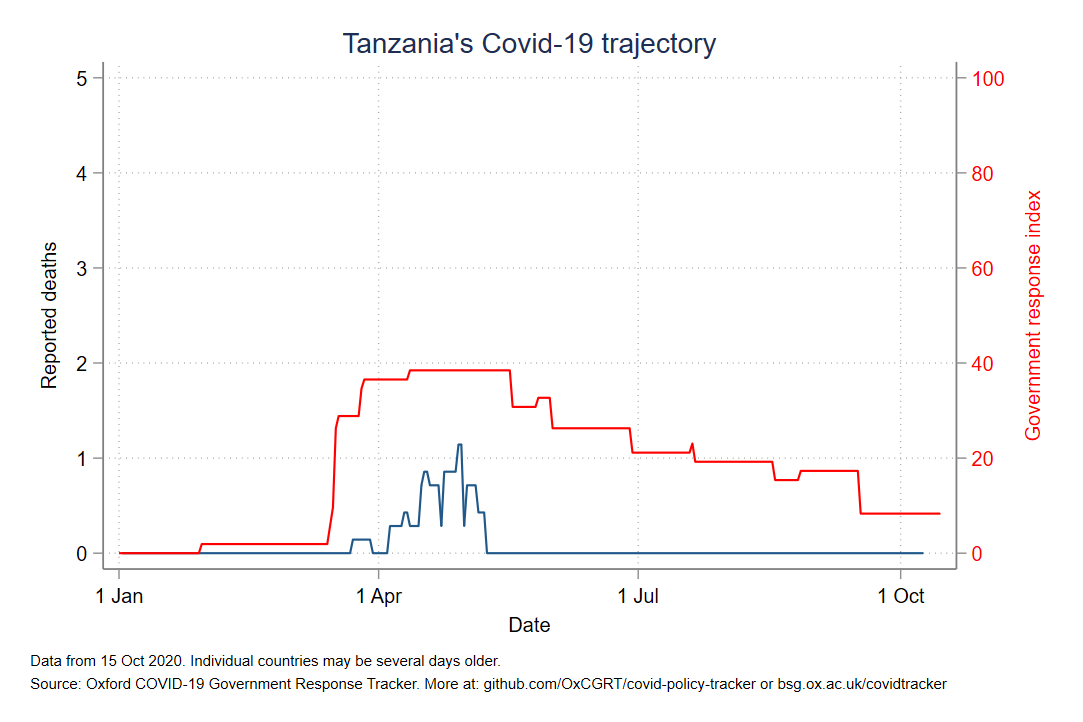 Tanzania's Covid-19 trajectory
5
4
3
2
1
0
Reported deaths
100
80
60
40
20
0
Government response index
1 Jan
1 Apr
1 Jul
1 Oct
Date
Data from 15 Oct 2020. Individual countries may be several days older.
Source: Oxford COVID-19 Government Response Tracker. More at: github.com/OxCGRT/covid-policy-tracker or bsg.ox.ac.uk/covidtracker